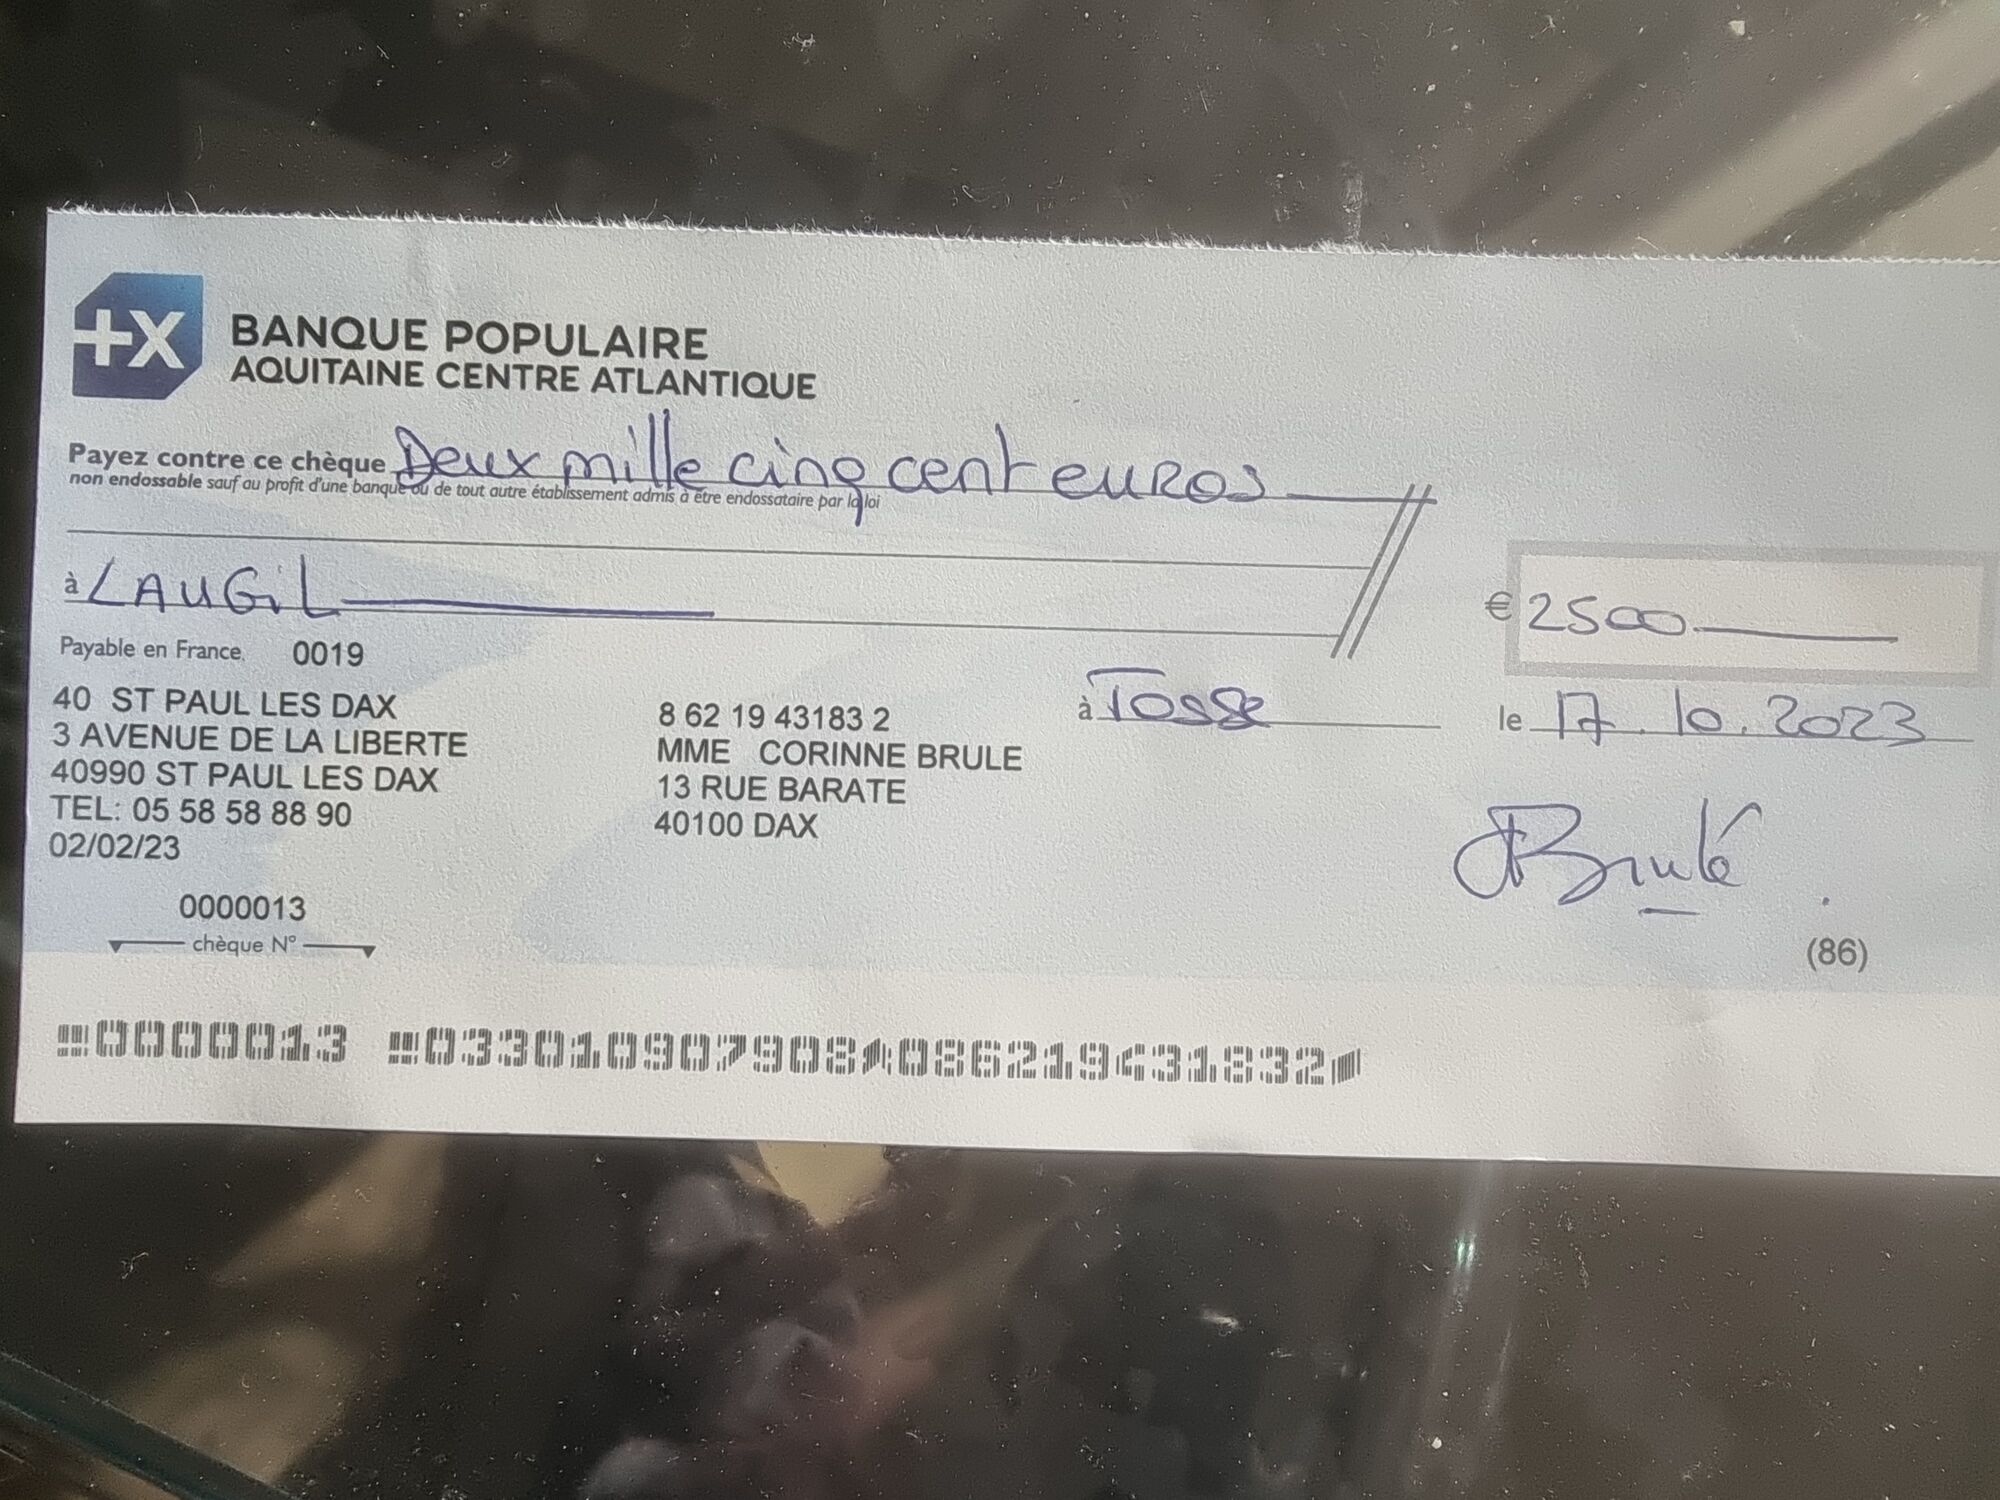 +X BANQUE POPULAIRE
AQUITAINE CENTRE ATLANTIQUE
Payez contre ce chèque Deux mille cinq cent euros
non endossable sauf au profit d'une banque ou de tout autre établissement admis à être endossataire par la loi
à LAUGIL
€ 2500
Payable en France. 0019
à Tosse le 17.10.2023
40 ST PAUL LES DAX
3 AVENUE DE LA LIBERTE
40990 ST PAUL LES DAX
TEL: 05 58 58 88 90
02/02/23
8 62 19 43183 2
MME CORINNE BRULE
13 RUE BARATE
40100 DAX
Brulé
0000013
chèque N°
(86)
0000013 033010907908 086219431832